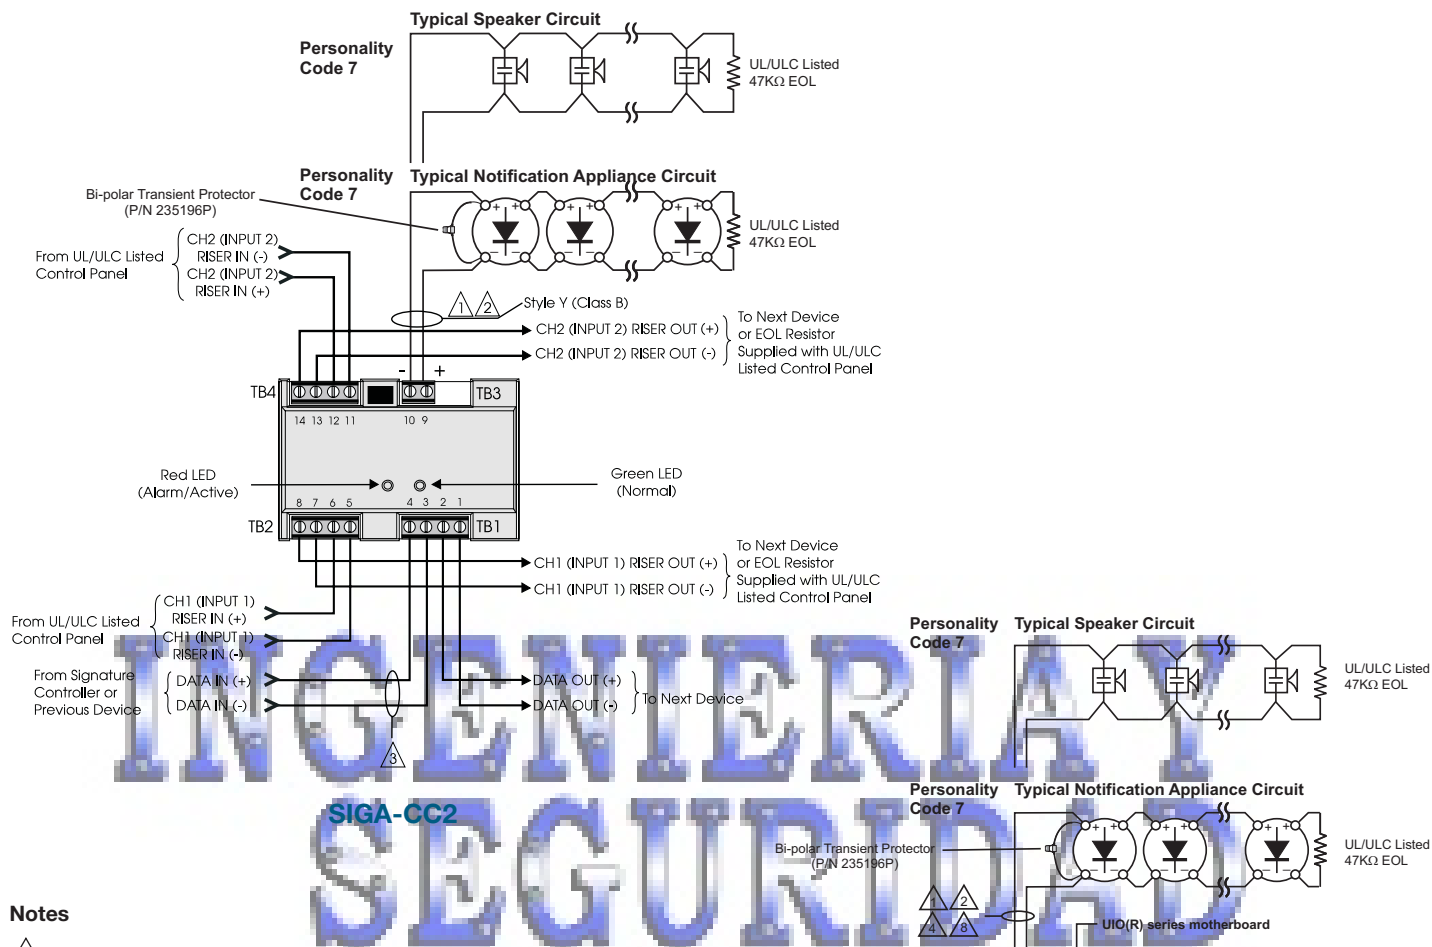 Typical Speaker Circuit
Personality
Code 7
UL/ULC Listed
47KΩ EOL
Personality
Code 7
Typical Notification Appliance Circuit
Bi-polar Transient Protector
(P/N 235196P)
UL/ULC Listed
47KΩ EOL
+ + + + +
- - - - -
From UL/ULC Listed
Control Panel
CH2 (INPUT 2)
RISER IN (-)
CH2 (INPUT 2)
RISER IN (+)
1 2
Style Y (Class B)
CH2 (INPUT 2) RISER OUT (+)
CH2 (INPUT 2) RISER OUT (-)
To Next Device
or EOL Resistor
Supplied with UL/ULC
Listed Control Panel
- +
TB4
TB3
14 13 12 11 10 9
Red LED
(Alarm/Active)
Green LED
(Normal)
8 7 6 5 4 3 2 1
TB2
TB1
CH1 (INPUT 1) RISER OUT (+)
CH1 (INPUT 1) RISER OUT (-)
To Next Device
or EOL Resistor
Supplied with UL/ULC
Listed Control Panel
From UL/ULC Listed
Control Panel
CH1 (INPUT 1)
RISER IN (+)
CH1 (INPUT 1)
RISER IN (-)
From Signature
Controller or
Previous Device
DATA IN (+)
DATA IN (-)
DATA OUT (+)
DATA OUT (-)
To Next Device
3
INGENIERIA Y
SEGURIDAD
SIGA-CC2
Personality
Code 7
Typical Speaker Circuit
UL/ULC Listed
47KΩ EOL
Personality
Code 7
Typical Notification Appliance Circuit
Bi-polar Transient Protector
(P/N 235196P)
UL/ULC Listed
47KΩ EOL
1 2
4 8
UIO(R) series motherboard
Notes